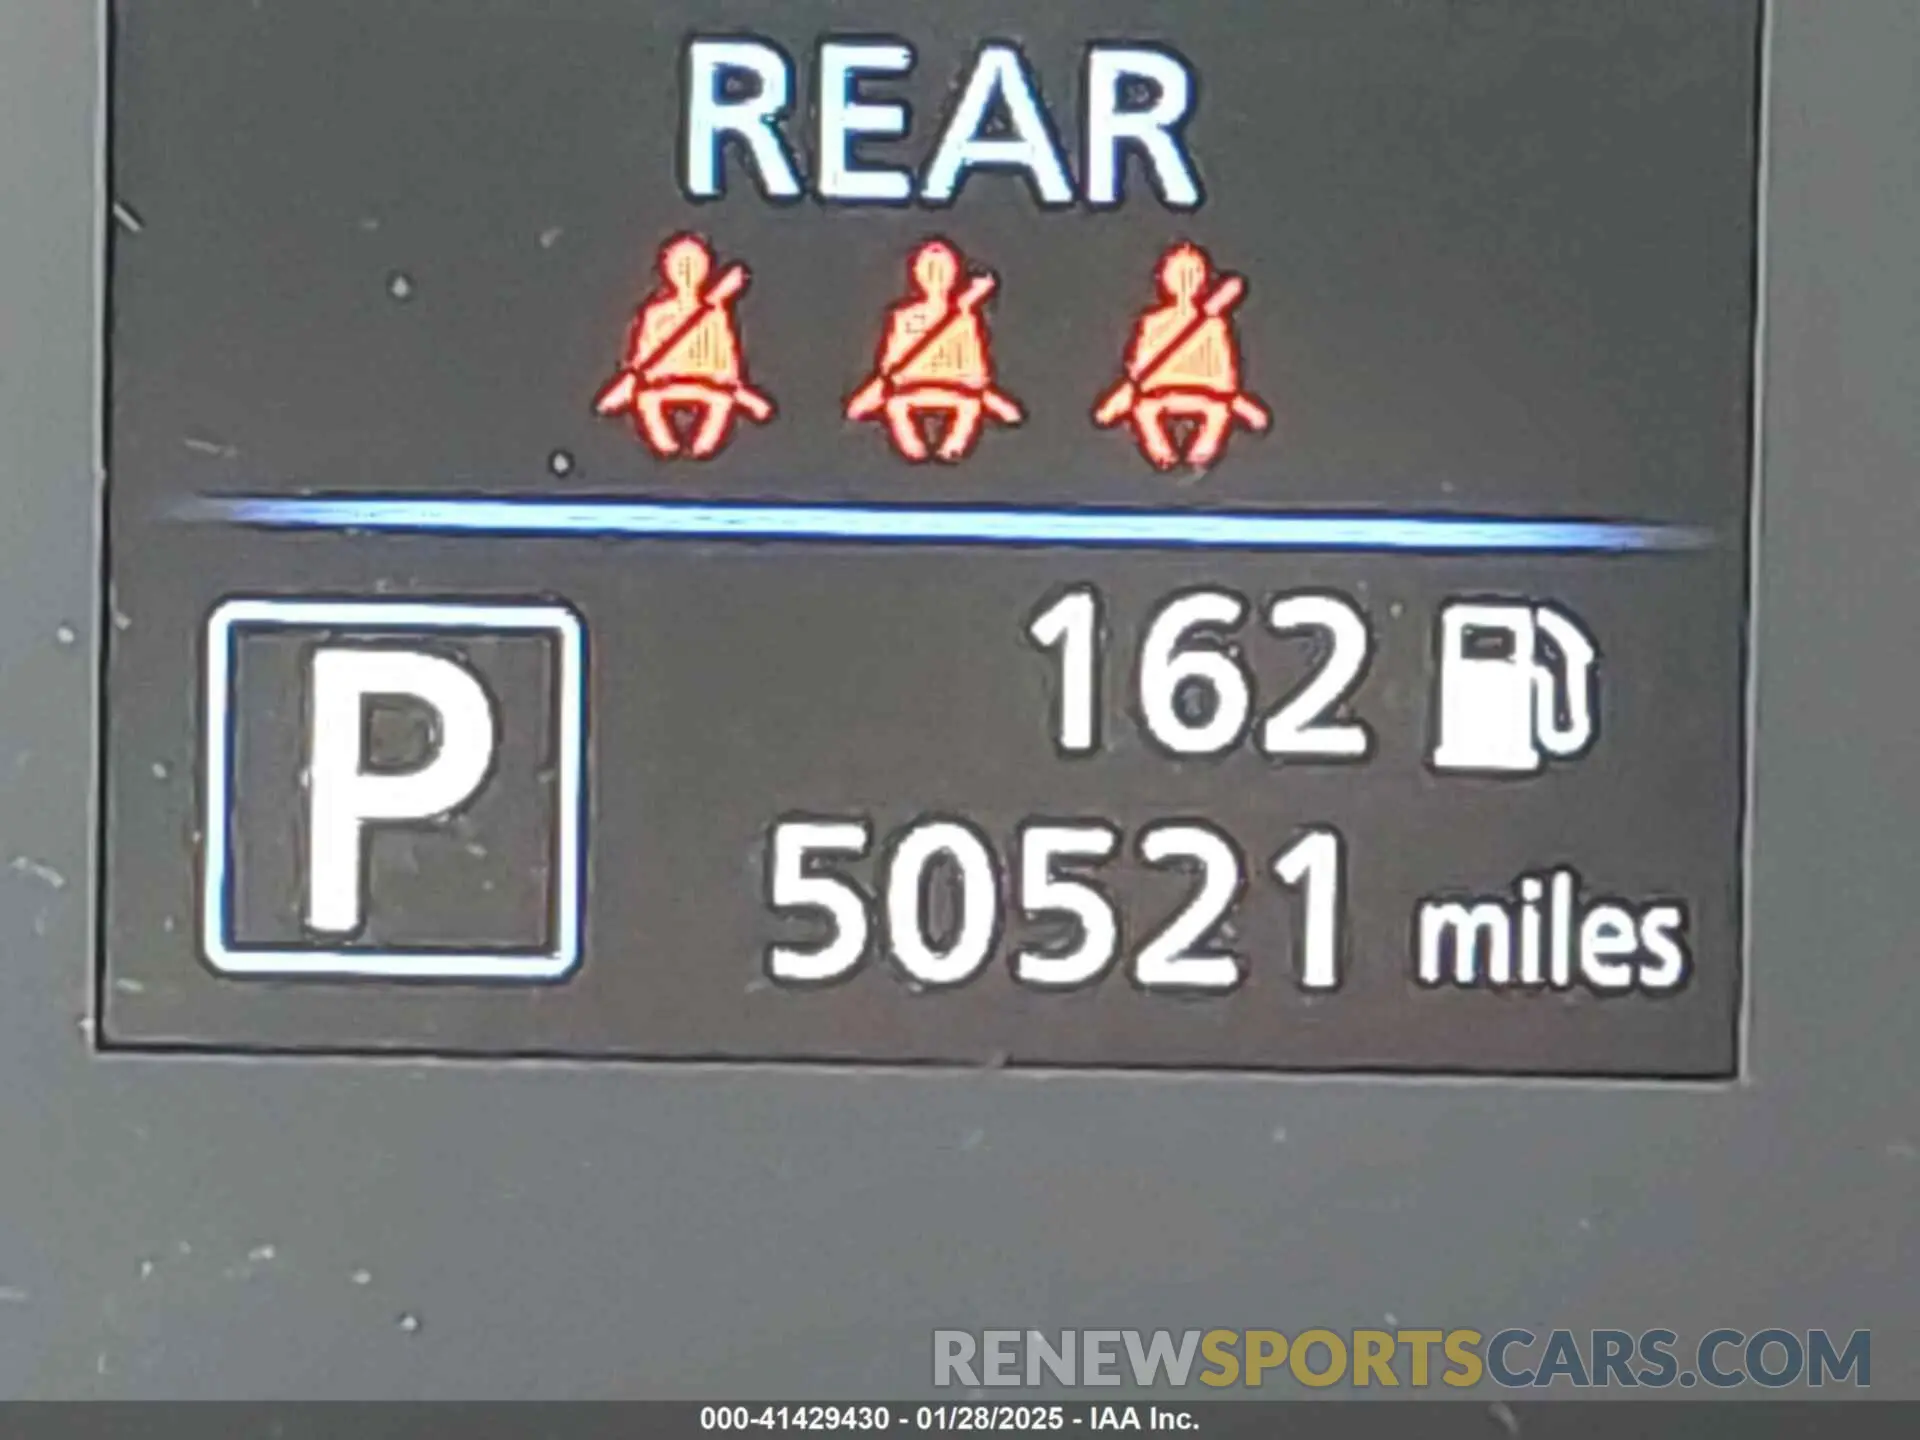 REAR
P
162
50521 miles
RENEWSPORTSCARS.COM
000-41429430 - 01/28/2025 - IAA Inc.